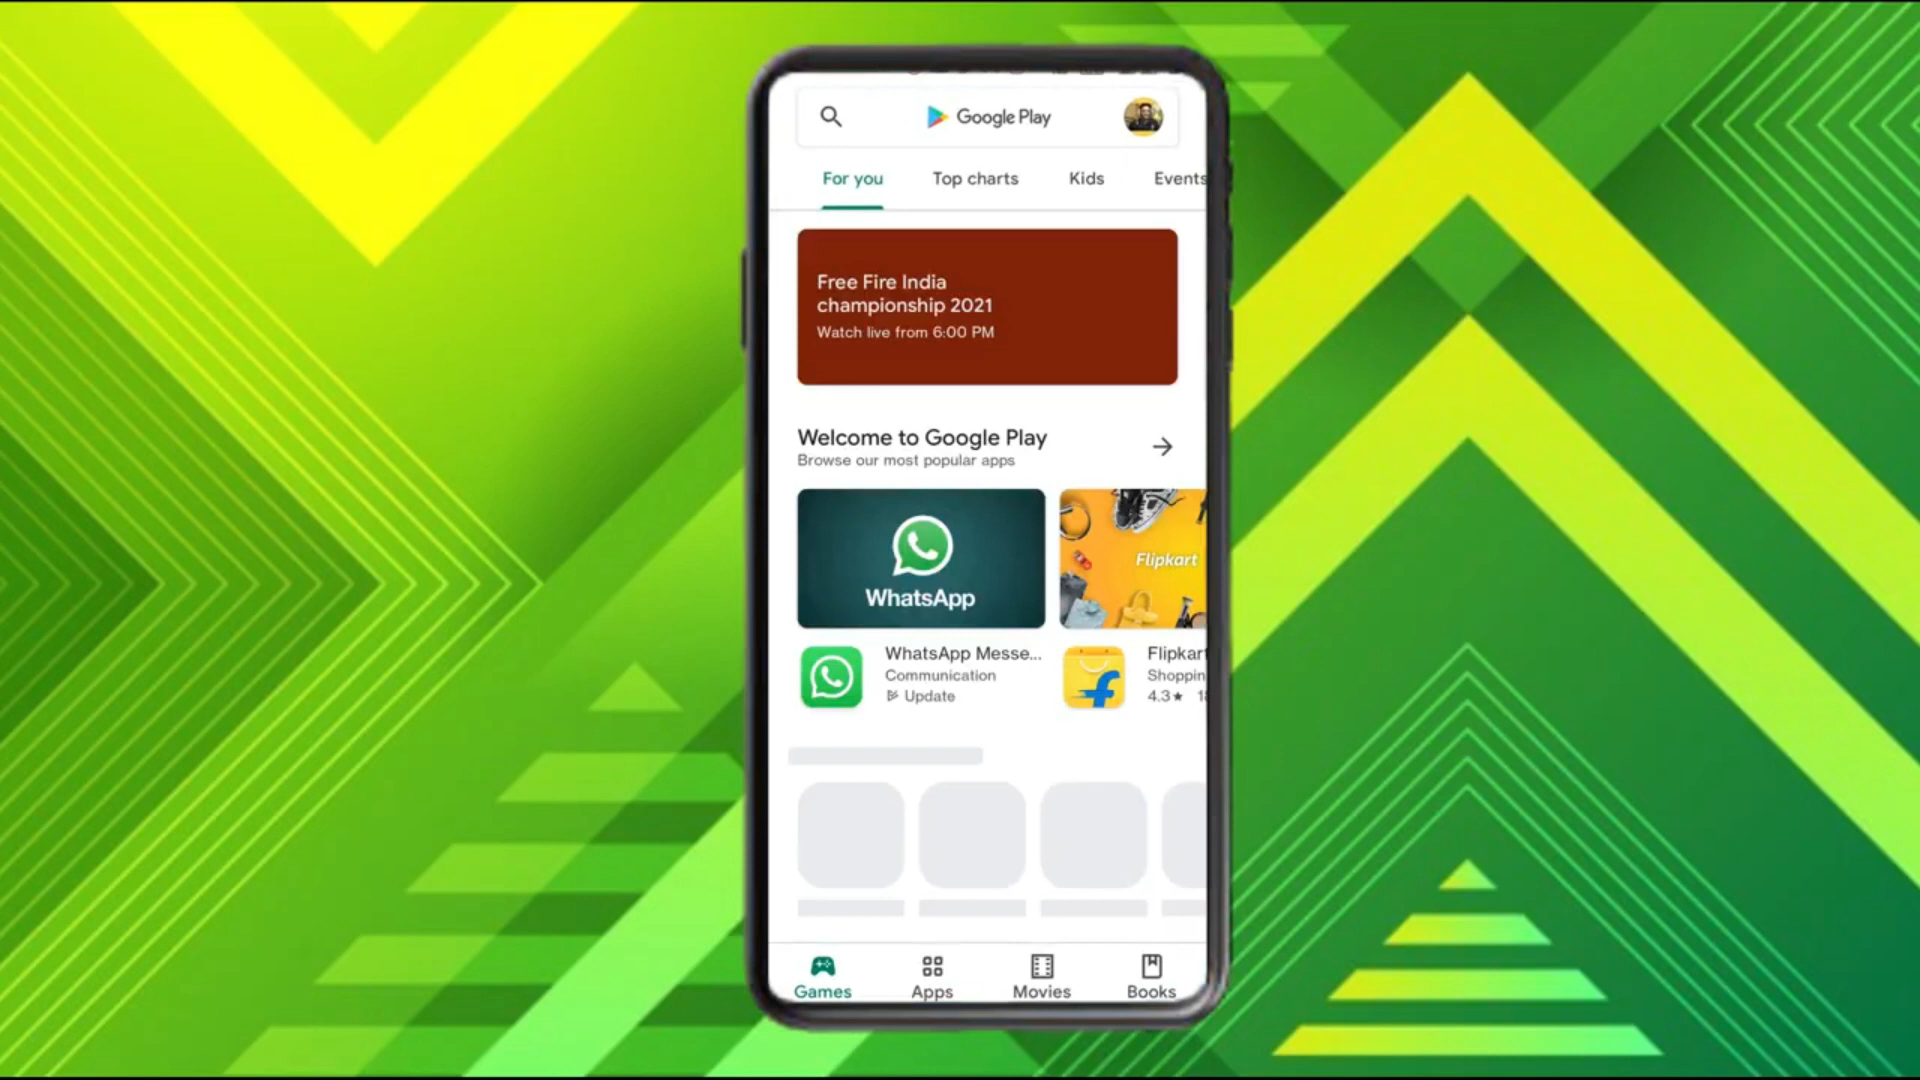 Google Play
For you Top charts Kids Events
Free Fire India
championship 2021
Watch live from 6:00 PM
Welcome to Google Play
Browse our most popular apps
WhatsApp
Flipkart
WhatsApp Messe...
Communication
Update
Flipkar
Shoppin
4.3★
Games Apps Movies Books